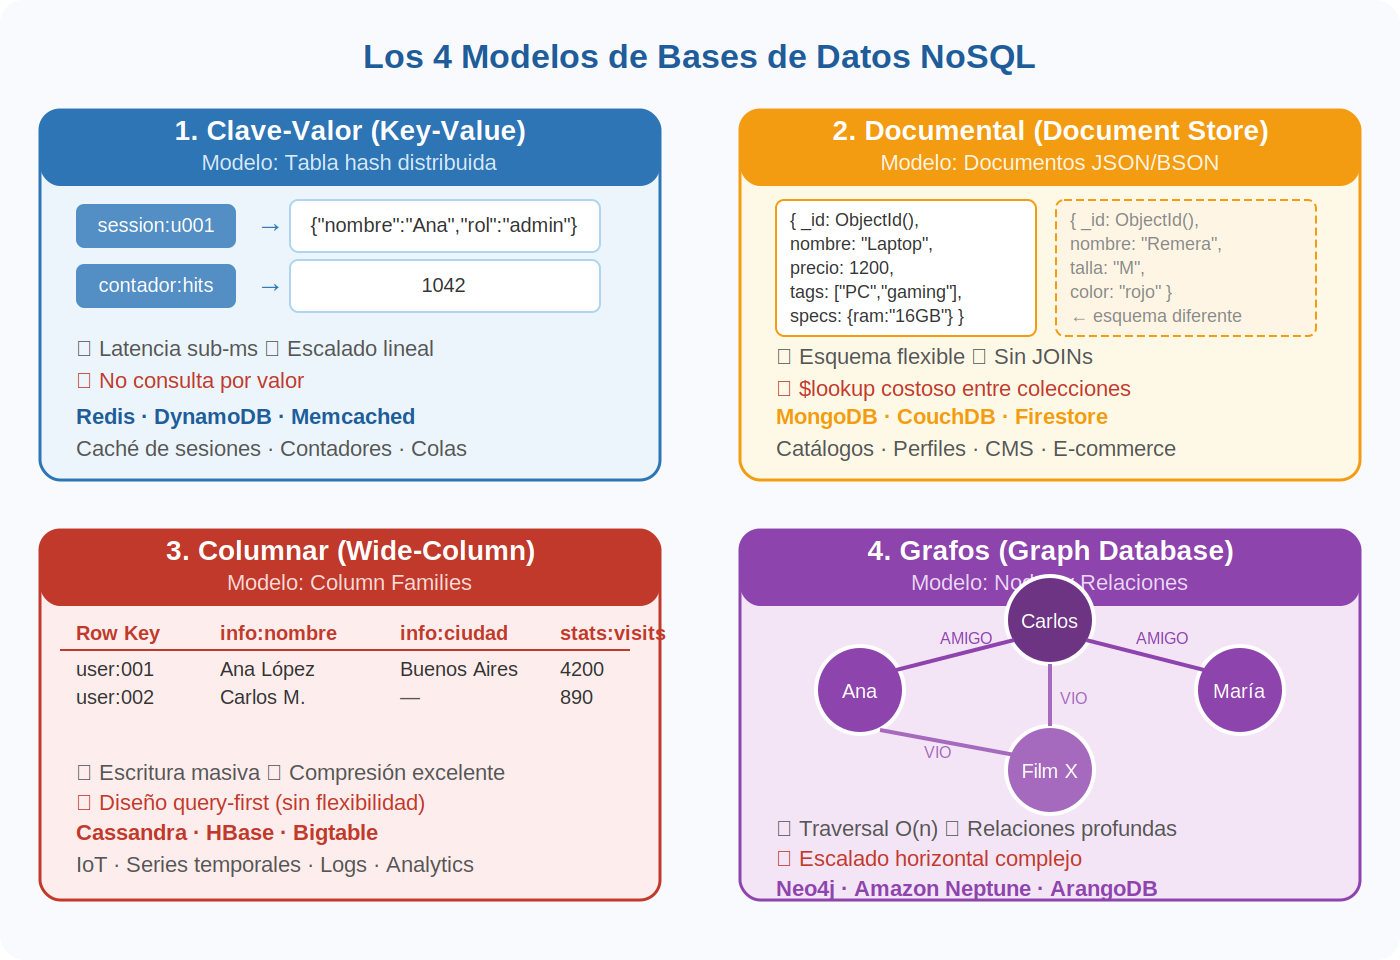 Los 4 Modelos de Bases de Datos NoSQL
1. Clave-Valor (Key-Value)
Modelo: Tabla hash distribuida
session:u001 → {"nombre":"Ana","rol":"admin"}
contador:hits → 1042
Latencia sub-ms Escalado lineal
No consulta por valor
Redis · DynamoDB · Memcached
Caché de sesiones · Contadores · Colas
2. Documental (Document Store)
Modelo: Documentos JSON/BSON
{ _id: ObjectId(),
nombre: "Laptop",
precio: 1200,
tags: ["PC","gaming"],
specs: {ram:"16GB"} }
{ _id: ObjectId(),
nombre: "Remera",
talla: "M",
color: "rojo" }
← esquema diferente
Esquema flexible Sin JOINs
$lookup costoso entre colecciones
MongoDB · CouchDB · Firestore
Catálogos · Perfiles · CMS · E-commerce
3. Columnar (Wide-Column)
Modelo: Column Families
Row Key info:nombre info:ciudad stats:visits
user:001 Ana López Buenos Aires 4200
user:002 Carlos M. — 890
Escritura masiva Compresión excelente
Diseño query-first (sin flexibilidad)
Cassandra · HBase · Bigtable
IoT · Series temporales · Logs · Analytics
4. Grafos (Graph Database)
Modelo: Relaciones
Carlos
AMIGO
AMIGO
Ana
María
VIO
VIO
Film X
Traversal O(n) Relaciones profundas
Escalado horizontal complejo
Neo4j · Amazon Neptune · ArangoDB